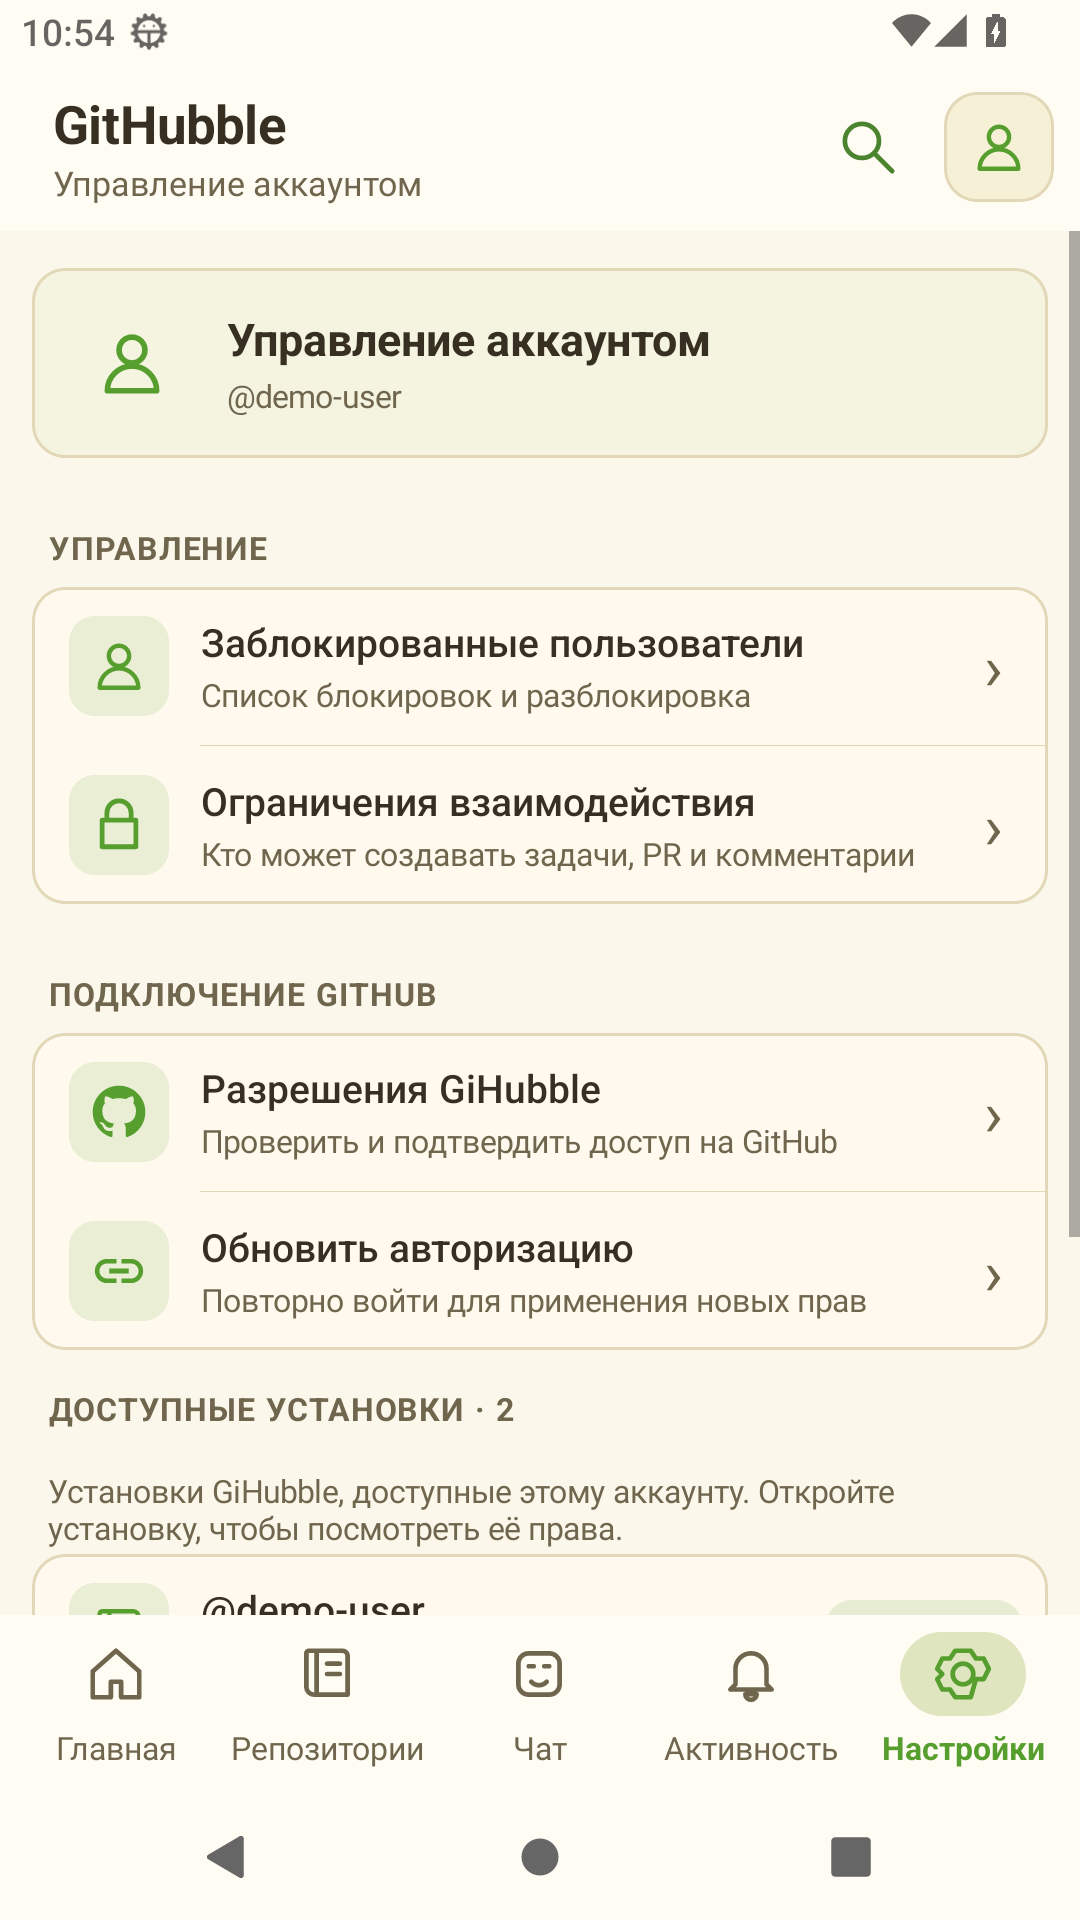 10:54
GitHubble
Управление аккаунтом
Управление аккаунтом
@demo-user
УПРАВЛЕНИЕ
Заблокированные пользователи
Список блокировок и разблокировка
Ограничения взаимодействия
Кто может создавать задачи, PR и комментарии
ПОДКЛЮЧЕНИЕ GITHUB
Разрешения GiHubble
Проверить и подтвердить доступ на GitHub
Обновить авторизацию
Повторно войти для применения новых прав
ДОСТУПНЫЕ УСТАНОВКИ · 2
Установки GiHubble, доступные этому аккаунту. Откройте
установку, чтобы посмотреть её права.
@demo-user
Главная
Репозитории
Чат
Активность
Настройки